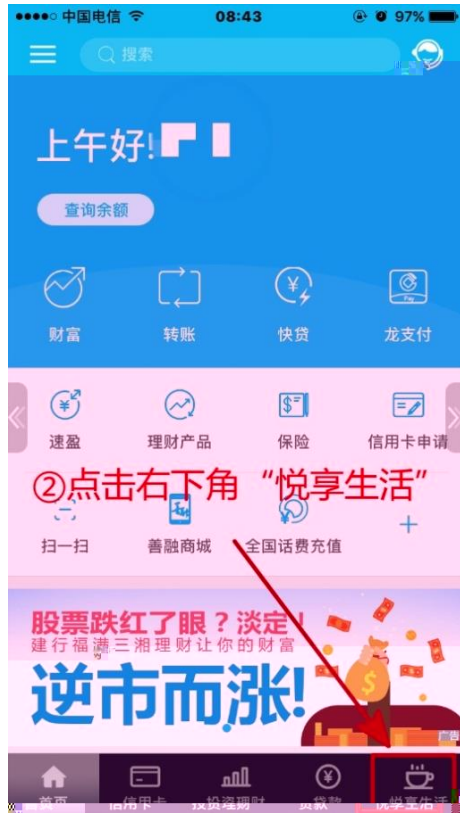 中国电信 08:43 97%
搜索
上午好!
查询余额
财富 转账 快贷 龙支付
速盈 理财产品 保险 信用卡申请
②点击右下角“悦享生活”
扫一扫 善融商城 全国话费充值
股票跌红了眼？淡定!
建行福满三湘理财让你的财富
逆市而涨!
广告
首页 信用卡 投资理财 贷款 悦享生活